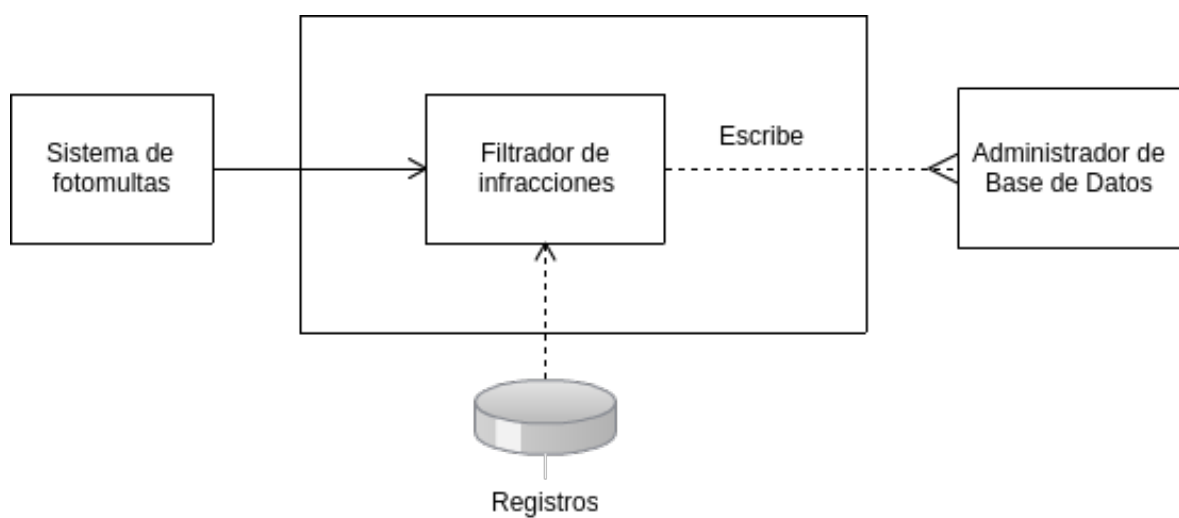 Sistema de
fotomultas
Filtrador de
infracciones
Escribe
Administrador de
Base de Datos
Registros